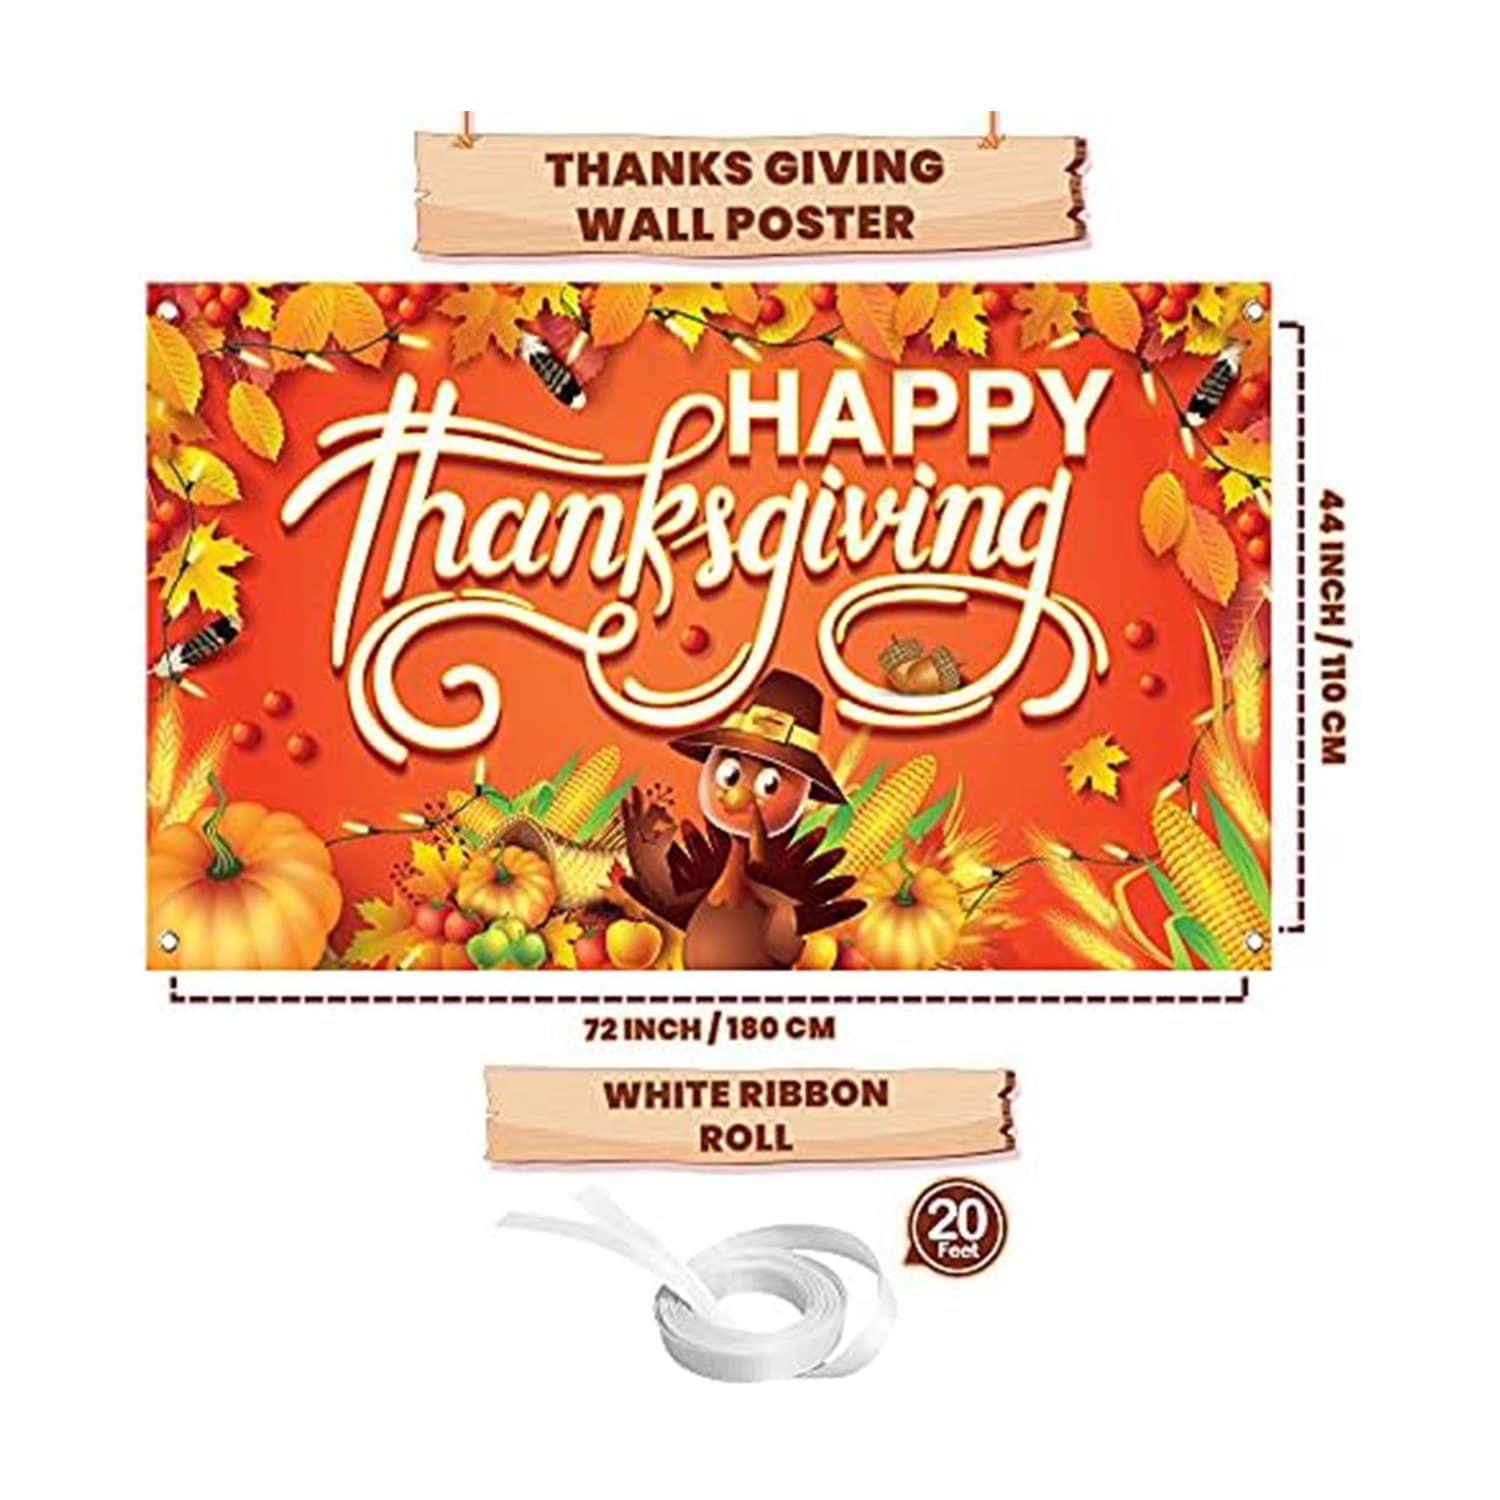 THANKS GIVING
WALL POSTER
HAPPY
Thanksgiving
44 INCH / 110 CM
72 INCH / 180 CM
WHITE RIBBON
ROLL
20
Feet